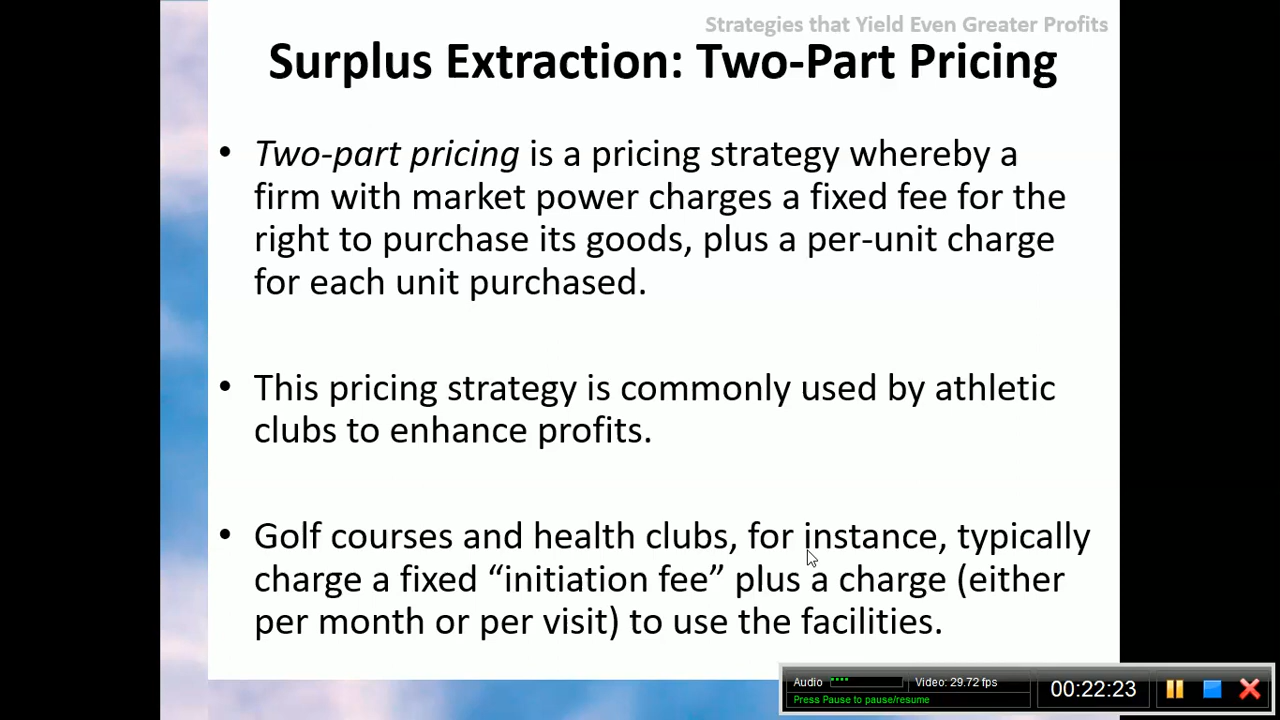 Strategies that Yield Even Greater Profits
Surplus Extraction: Two-Part Pricing
• Two-part pricing is a pricing strategy whereby a
firm with market power charges a fixed fee for the
right to purchase its goods, plus a per-unit charge
for each unit purchased.
• This pricing strategy is commonly used by athletic
clubs to enhance profits.
• Golf courses and health clubs, for instance, typically
charge a fixed “initiation fee” plus a charge (either
per month or per visit) to use the facilities.
Audio Video: 29.72 fps 00:22:23
Press Pause to pause/resume